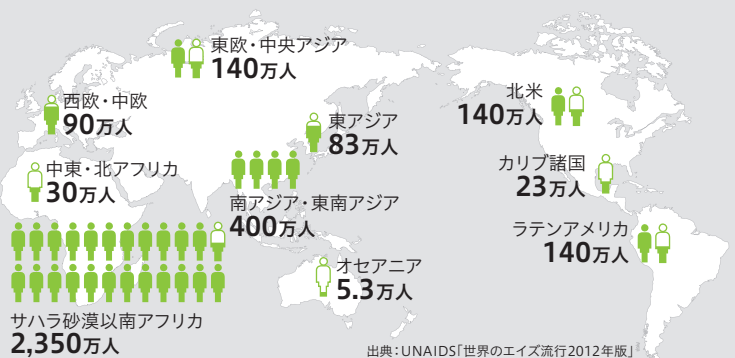 東欧・中央アジア
140万人
西欧・中欧
90万人
東アジア
83万人
北米
140万人
中東・北アフリカ
30万人
カリブ諸国
23万人
南アジア・東南アジア
400万人
ラテンアメリカ
140万人
オセアニア
5.3万人
サハラ砂漠以南アフリカ
2,350万人
出典：UNAIDS「世界のエイズ流行2012年版」